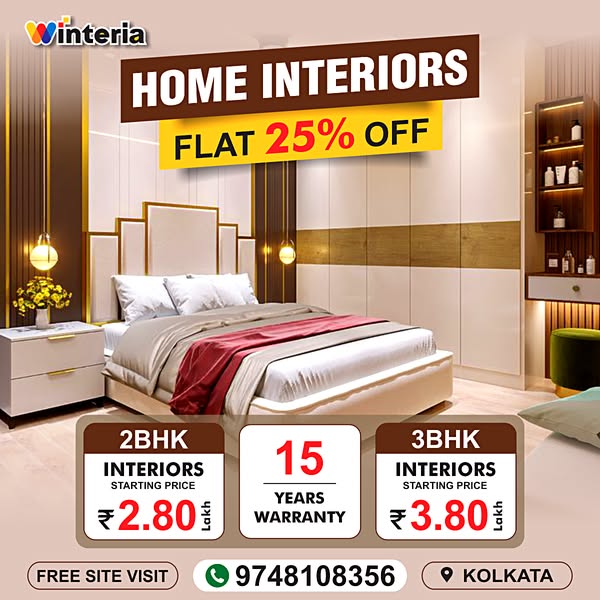 Winteria
HOME INTERIORS
FLAT 25% OFF
2BHK
INTERIORS
STARTING PRICE
₹ 2.80 Lakh
15
YEARS
WARRANTY
3BHK
INTERIORS
STARTING PRICE
₹ 3.80 Lakh
FREE SITE VISIT
9748108356
KOLKATA